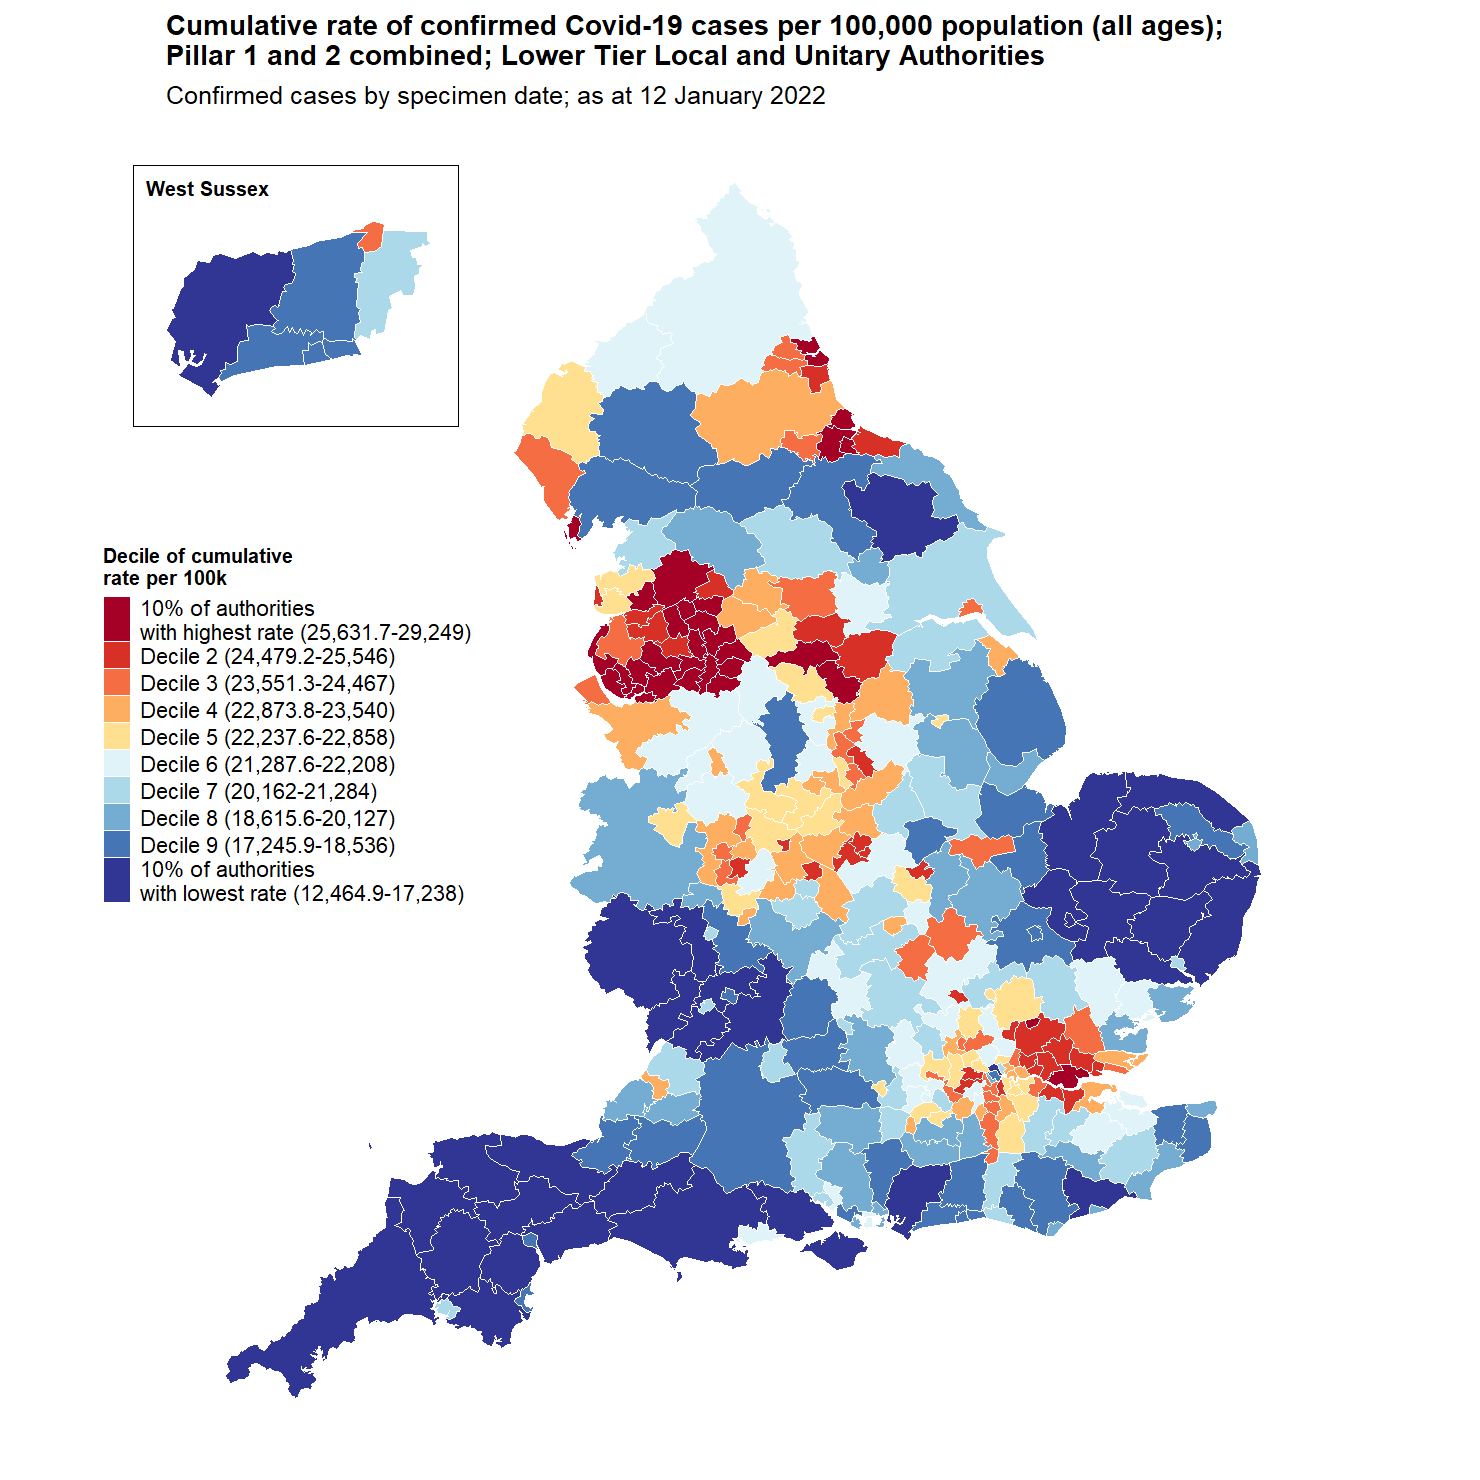 Cumulative rate of confirmed Covid-19 cases per 100,000 population (all ages);
Pillar 1 and 2 combined; Lower Tier Local and Unitary Authorities
Confirmed cases by specimen date; as at 12 January 2022
West Sussex
Decile of cumulative
rate per 100k
10% of authorities
with highest rate (25,631.7-29,249)
Decile 2 (24,479.2-25,546)
Decile 3 (23,551.3-24,467)
Decile 4 (22,873.8-23,540)
Decile 5 (22,237.6-22,858)
Decile 6 (21,287.6-22,208)
Decile 7 (20,162-21,284)
Decile 8 (18,615.6-20,127)
Decile 9 (17,245.9-18,536)
10% of authorities
with lowest rate (12,464.9-17,238)